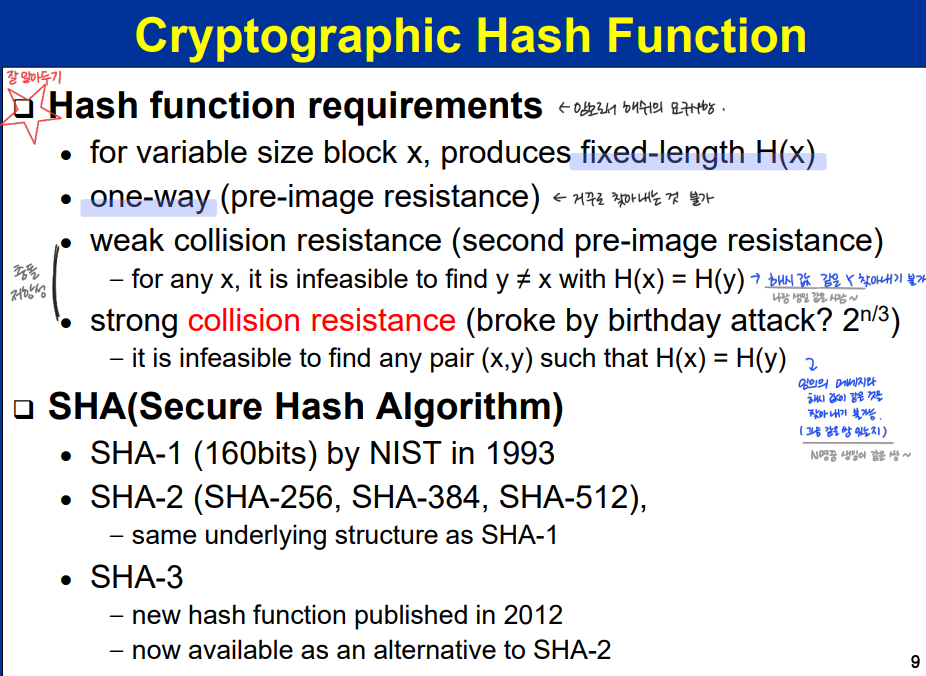 Cryptographic Hash Function
잘 알아두기
❑ Hash function requirements ← 암호로서 해쉬의 요구사항.
• for variable size block x, produces fixed-length H(x)
• one-way (pre-image resistance) ← 거꾸로 찾아내는 것 불가
충돌
저항성
• weak collision resistance (second pre-image resistance)
– for any x, it is infeasible to find y ≠ x with H(x) = H(y) → 해시 값 같은 Y 찾아내기 불가
나랑 생일 같은 사람~
• strong collision resistance (broke by birthday attack? 2^n/3)
– it is infeasible to find any pair (x,y) such that H(x) = H(y)
임의의 메세지와
해시 값이 같은 것은
찾아내기 불가능.
(그냥 같은 쌍 있는지)
N명중 생일이 같은 쌍~
❑ SHA(Secure Hash Algorithm)
• SHA-1 (160bits) by NIST in 1993
• SHA-2 (SHA-256, SHA-384, SHA-512),
– same underlying structure as SHA-1
• SHA-3
– new hash function published in 2012
– now available as an alternative to SHA-2
9